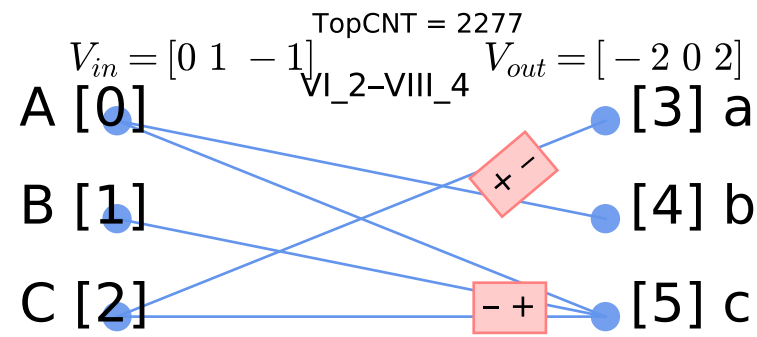 TopCNT = 2277
V_in = [0 1 − 1]
V_out = [− 2 0 2]
VI_2–VIII_4
A [0]
[3] a
+ −
B [1]
[4] b
C [2]
− +
[5] c